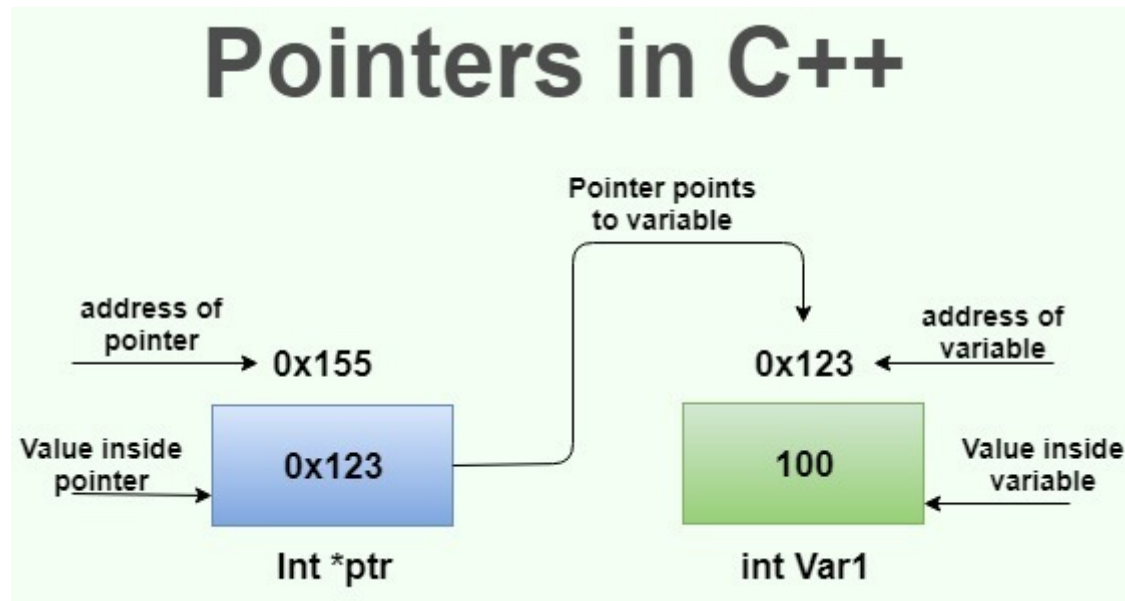 Pointers in C++
Pointer points
to variable
address of
pointer
0x155
address of
variable
0x123
Value inside
pointer
0x123
100
Value inside
variable
Int *ptr
int Var1